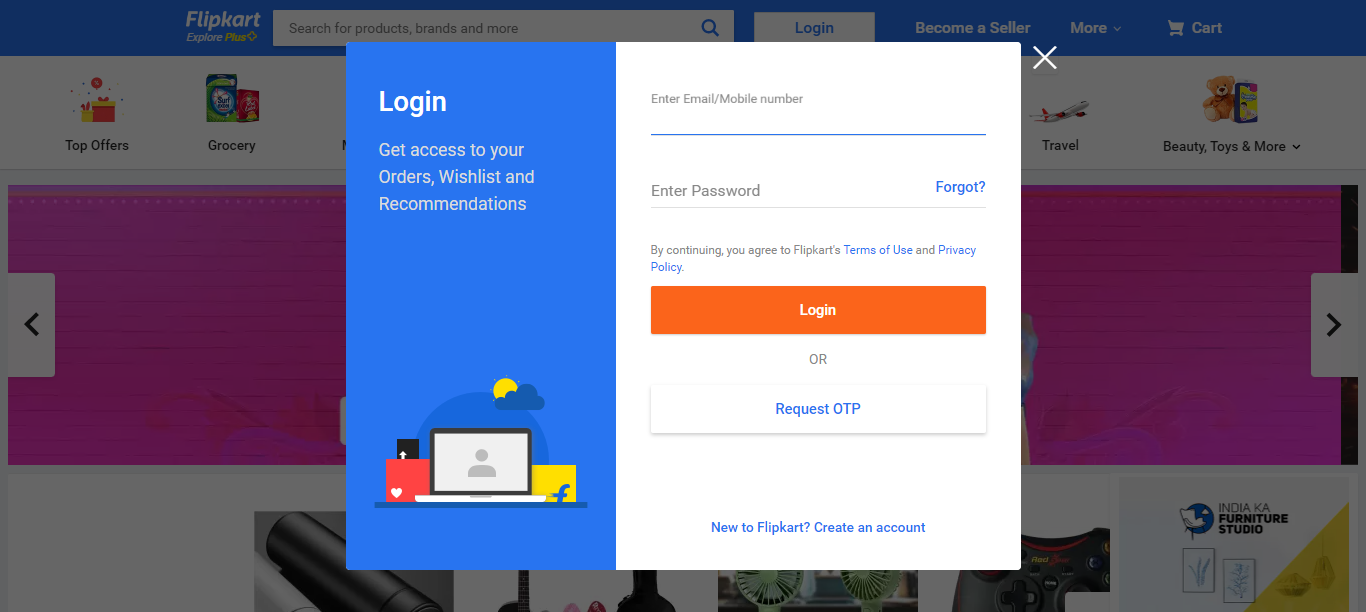 Flipkart
Explore Plus
Search for products, brands and more
Login
Become a Seller
More
Cart
Top Offers
Grocery
Travel
Beauty, Toys & More
Login
Get access to your
Orders, Wishlist and
Recommendations
Enter Email/Mobile number
Enter Password
Forgot?
By continuing, you agree to Flipkart's Terms of Use and Privacy
Policy.
Login
OR
Request OTP
New to Flipkart? Create an account
INDIA KA
FURNITURE
STUDIO